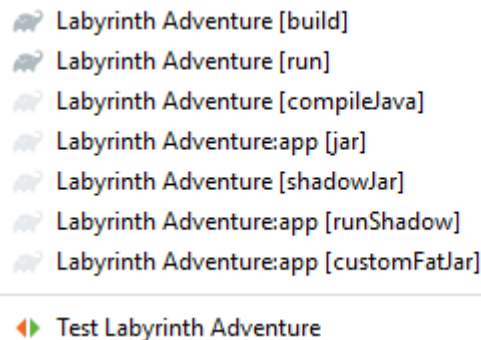 Labyrinth Adventure [build]
Labyrinth Adventure [run]
Labyrinth Adventure [compileJava]
Labyrinth Adventure:app [jar]
Labyrinth Adventure [shadowJar]
Labyrinth Adventure:app [runShadow]
Labyrinth Adventure:app [customFatJar]
Test Labyrinth Adventure